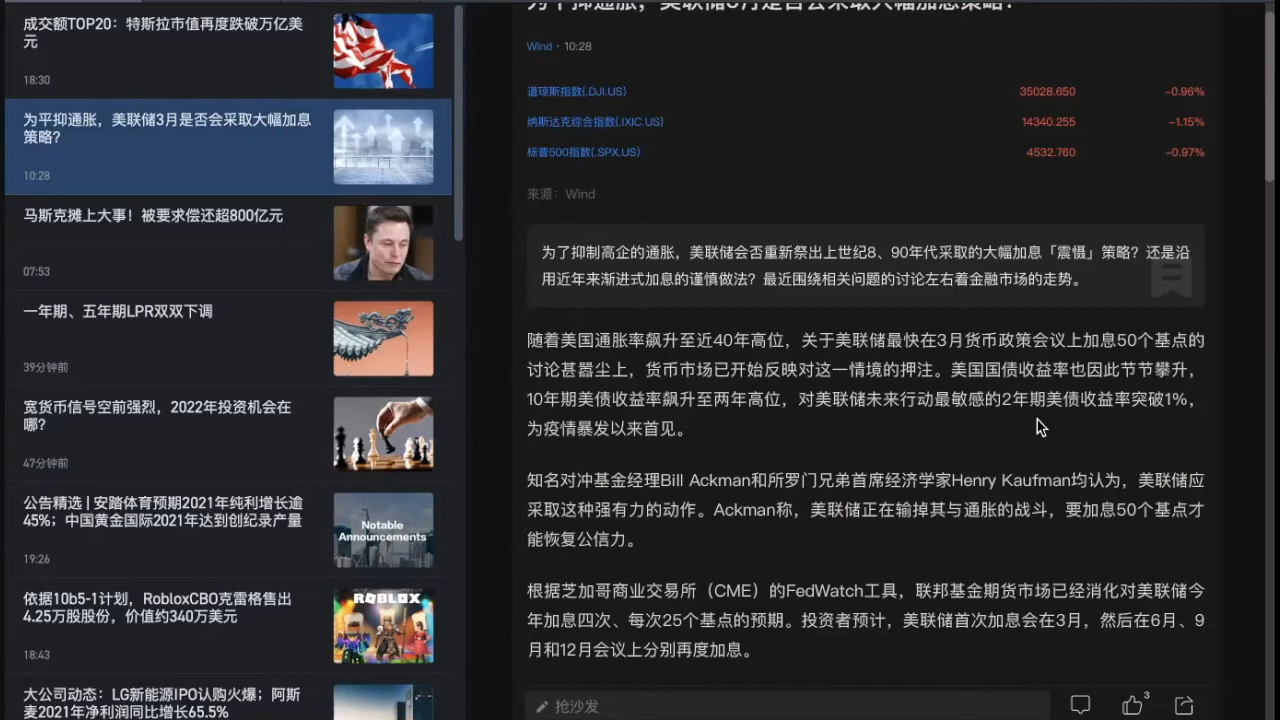 成交额TOP20：特斯拉市值再度跌破万亿美
元
18:30
为平抑通胀，美联储3月是否会采取大幅加息
策略？
10:28
马斯克摊上大事！被要求偿还超800亿元
07:53
一年期、五年期LPR双双下调
39分钟前
宽货币信号空前强烈，2022年投资机会在
哪？
47分钟前
公告精选 | 安踏体育预期2021年纯利增长逾
45%；中国黄金国际2021年达到创纪录产量
19:26
Notable
Announcements
依据10b5-1计划，RobloxCBO克雷格售出
4.25万股股份，价值约340万美元
18:43
ROBLOX
大公司动态：LG新能源IPO认购火爆；阿斯
麦2021年净利润同比增长65.5%
为平抑通胀，美联储3月是否会采取大幅加息策略？
Wind · 10:28
道琼斯指数(.DJI.US) 35028.650 -0.96%
纳斯达克综合指数(.IXIC.US) 14340.255 -1.15%
标普500指数(.SPX.US) 4532.760 -0.97%
来源：Wind
为了抑制高企的通胀，美联储会否重新祭出上世纪8、90年代采取的大幅加息「震慑」策略？还是沿
用近年来渐进式加息的谨慎做法？最近围绕相关问题的讨论左右着金融市场的走势。
随着美国通胀率飙升至近40年高位，关于美联储最快在3月货币政策会议上加息50个基点的
讨论甚嚣尘上，货币市场已开始反映对这一情境的押注。美国国债收益率也因此节节攀升，
10年期美债收益率飙升至两年高位，对美联储未来行动最敏感的2年期美债收益率突破1%，
为疫情暴发以来首见。
知名对冲基金经理Bill Ackman和所罗门兄弟首席经济学家Henry Kaufman均认为，美联储应
采取这种强有力的动作。Ackman称，美联储正在输掉其与通胀的战斗，要加息50个基点才
能恢复公信力。
根据芝加哥商业交易所（CME）的FedWatch工具，联邦基金期货市场已经消化对美联储今
年加息四次、每次25个基点的预期。投资者预计，美联储首次加息会在3月，然后在6月、9
月和12月会议上分别再度加息。
抢沙发
3